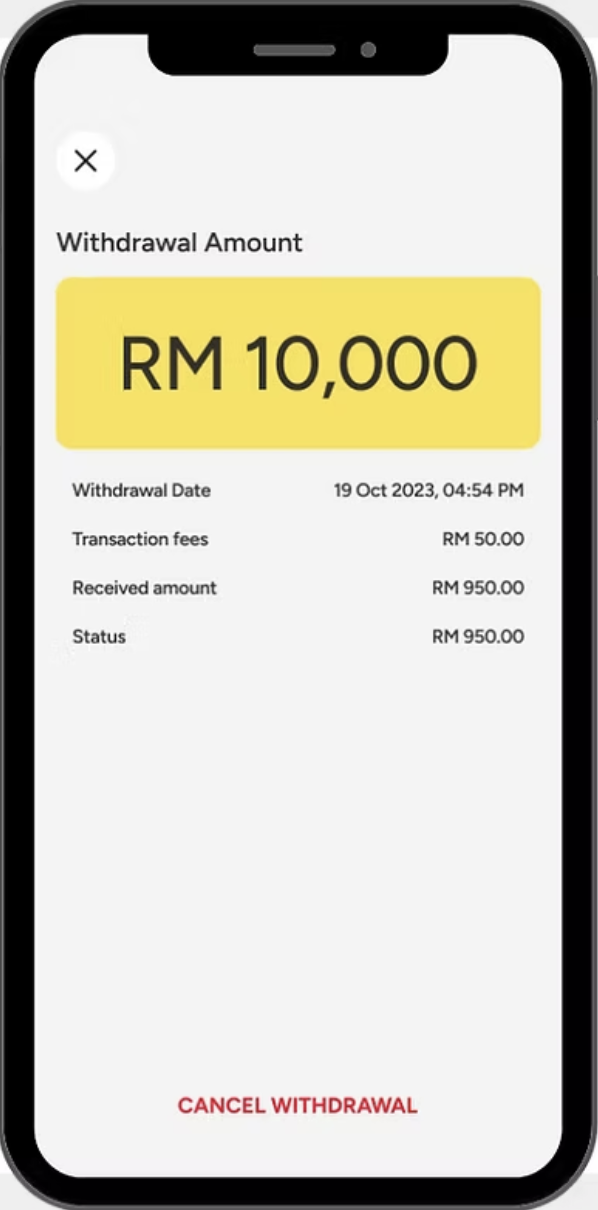 Withdrawal Amount
RM 10,000
Withdrawal Date 19 Oct 2023, 04:54 PM
Transaction fees RM 50.00
Received amount RM 950.00
Status RM 950.00
CANCEL WITHDRAWAL